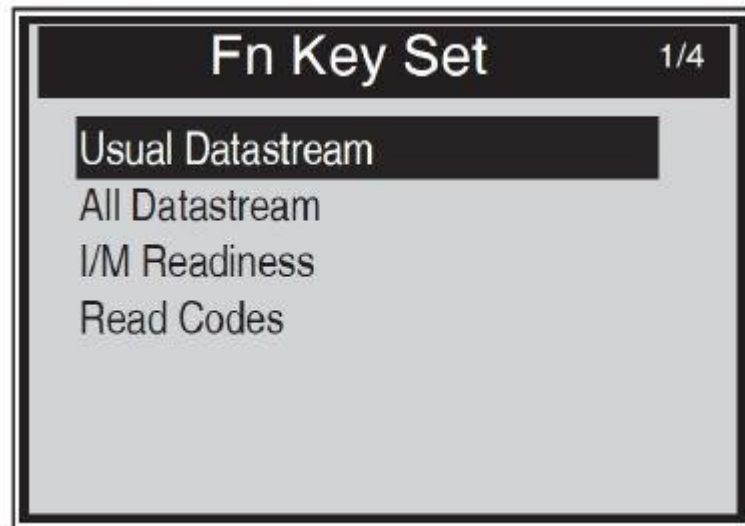 Fn Key Set 1/4
Usual Datastream
All Datastream
I/M Readiness
Read Codes